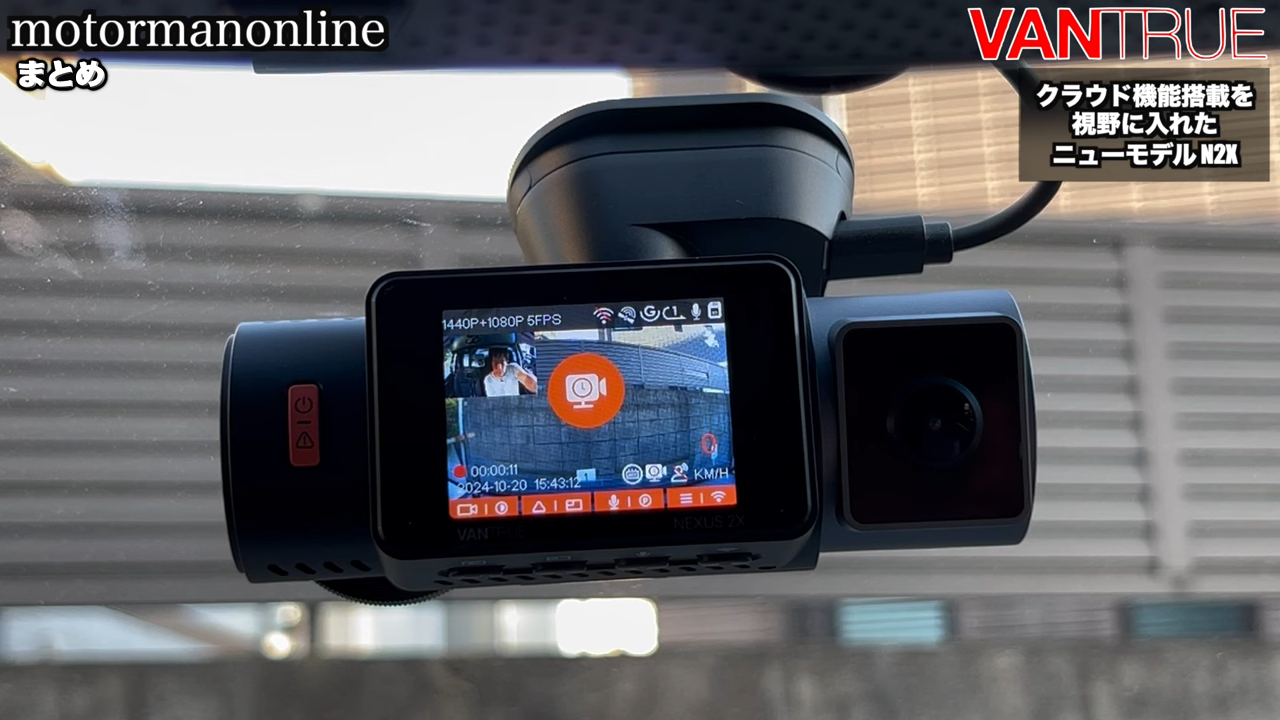 motormanonline
まとめ
VANTRUE
クラウド機能搭載を
視野に入れた
ニューモデル N2X
1440P+1080P 5FPS
00:00:11
2024-10-20 15:43:12
KM/H
VANTRUE
NEXUS 2X